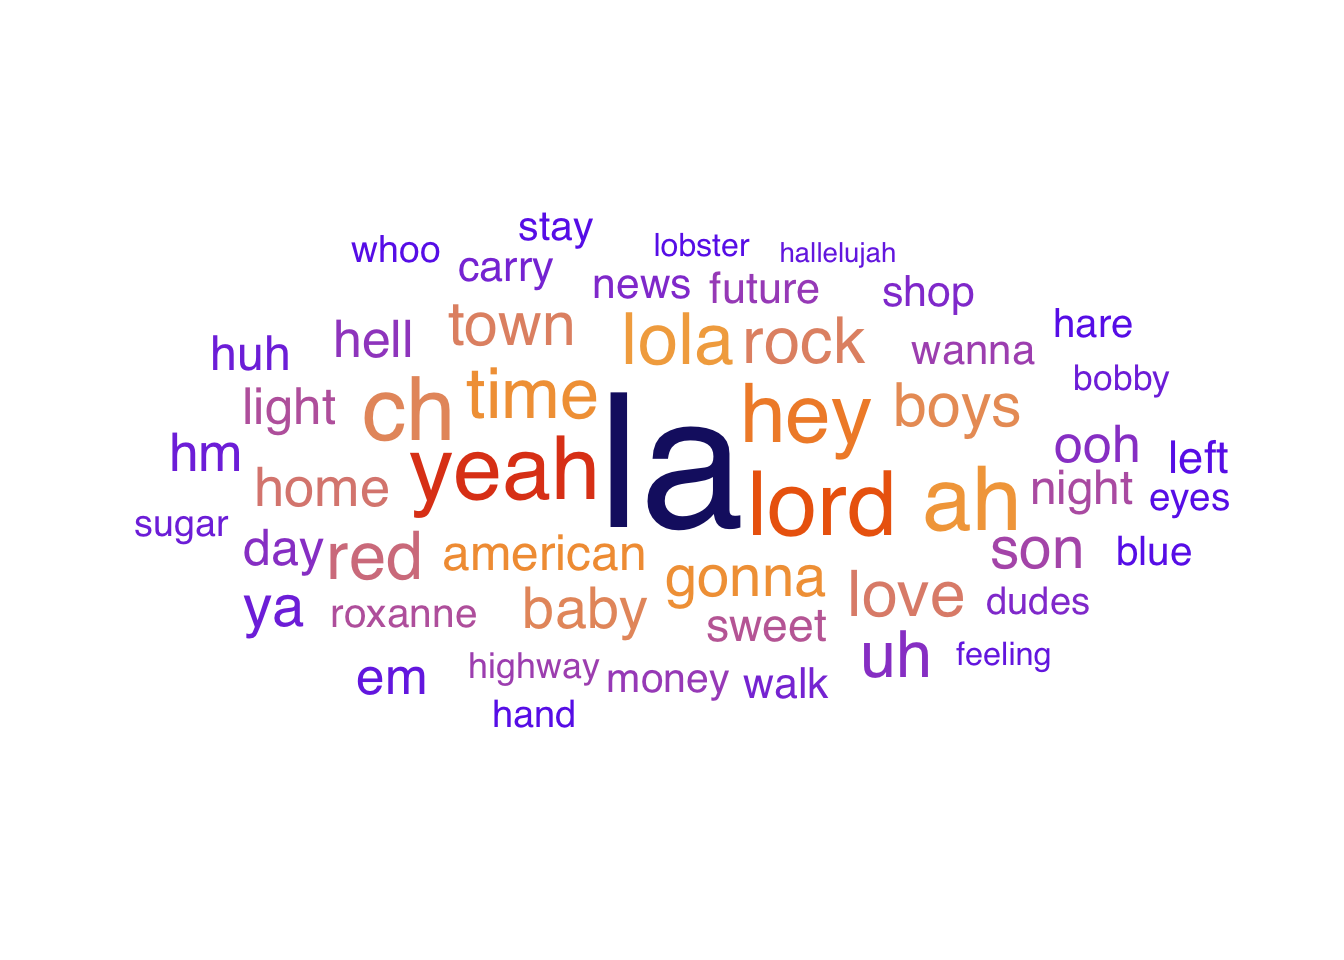 stay
whoo
lobster
hallelujah
carry
news
future
shop
town
lola
rock
hare
huh
hell
wanna
bobby
light
ch
time
la
hey
boys
ooh
left
hm
yeah
home
lord
ah
night
eyes
sugar
day
red
american
son
blue
gonna
ya
roxanne
baby
love
dudes
sweet
uh
feeling
em
highway
money
walk
hand